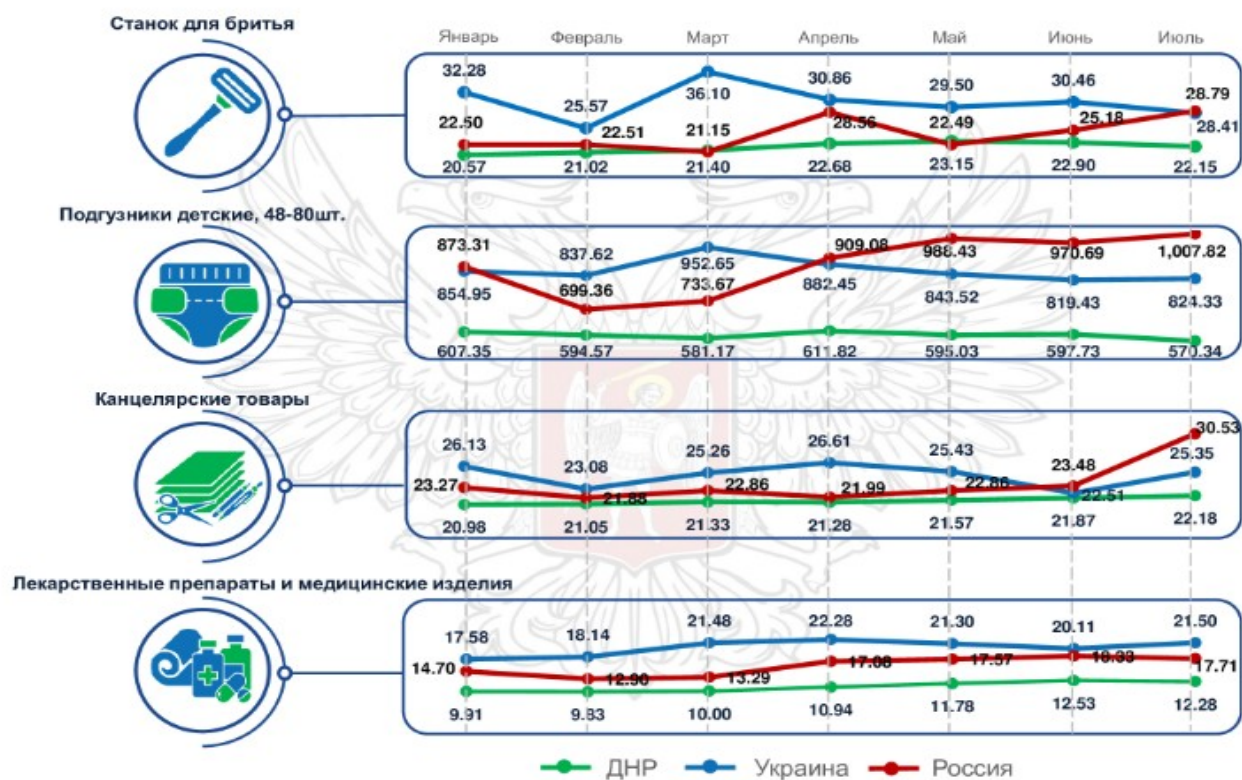 Станок для бритья
Январь Февраль Март Апрель Май Июнь Июль
32.28 25.57 36.10 30.86 29.50 30.46 28.79
22.50 22.51 21.15 28.56 22.49 25.18 28.41
20.57 21.02 21.40 22.68 23.15 22.90 22.15
Подгузники детские, 48-80шт.
873.31 837.62 952.65 909.08 988.43 970.69 1,007.82
854.95 699.36 733.67 882.45 843.52 819.43 824.33
607.35 594.57 581.17 611.82 595.03 597.73 570.34
Канцелярские товары
26.13 23.08 25.26 26.61 25.43 23.48 30.53
23.27 21.88 22.86 21.99 22.86 22.51 25.35
20.98 21.05 21.33 21.28 21.57 21.87 22.18
Лекарственные препараты и медицинские изделия
17.58 18.14 21.48 22.28 21.30 20.11 21.50
14.70 12.90 13.29 17.08 17.57 18.33 17.71
9.91 9.83 10.00 10.94 11.78 12.53 12.28
ДНР Украина Россия